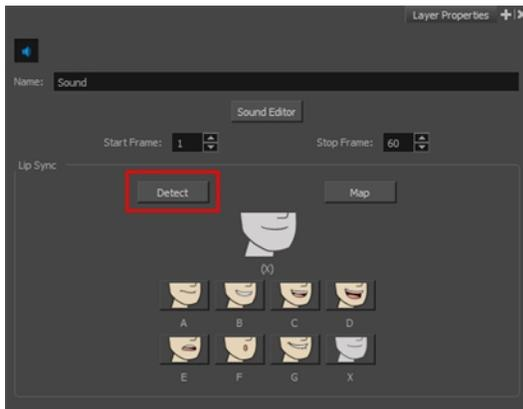 Layer Properties
Name: Sound
Sound Editor
Start Frame: 1 Stop Frame: 60
Lip Sync
Detect Map
(X)
A B C D
E F G X